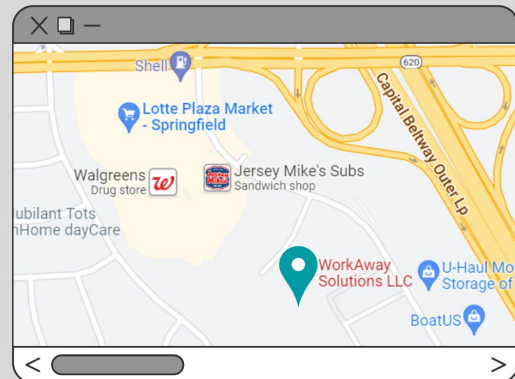 Shell
620
Lotte Plaza Market
- Springfield
Capital Beltway Outer Lp
Walgreens
Drug store
W
Jersey Mike's Subs
Sandwich shop
Jubilant Tots
nHome dayCare
WorkAway
Solutions LLC
U-Haul Mo
Storage of
BoatUS